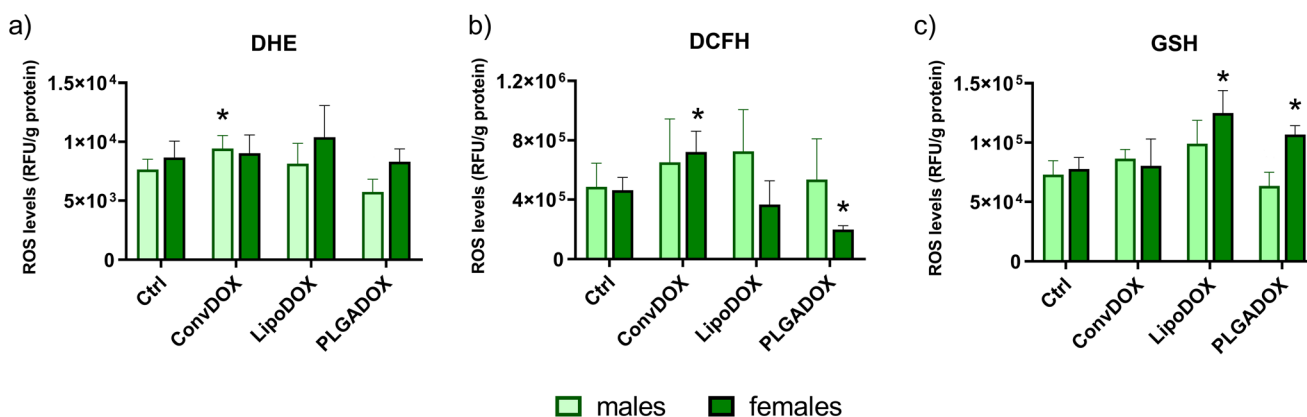 a)
DHE
ROS levels (RFU/g protein)
1.5×10⁴
1×10⁴
5×10³
0
*
Ctrl
ConvDOX
LipoDOX
PLGADOX
b)
DCFH
ROS levels (RFU/g protein)
1.2×10⁶
8×10⁵
4×10⁵
0
*
*
Ctrl
ConvDOX
LipoDOX
PLGADOX
c)
GSH
ROS levels (RFU/g protein)
1.5×10⁵
1×10⁵
5×10⁴
0
*
*
Ctrl
ConvDOX
LipoDOX
PLGADOX
males
females